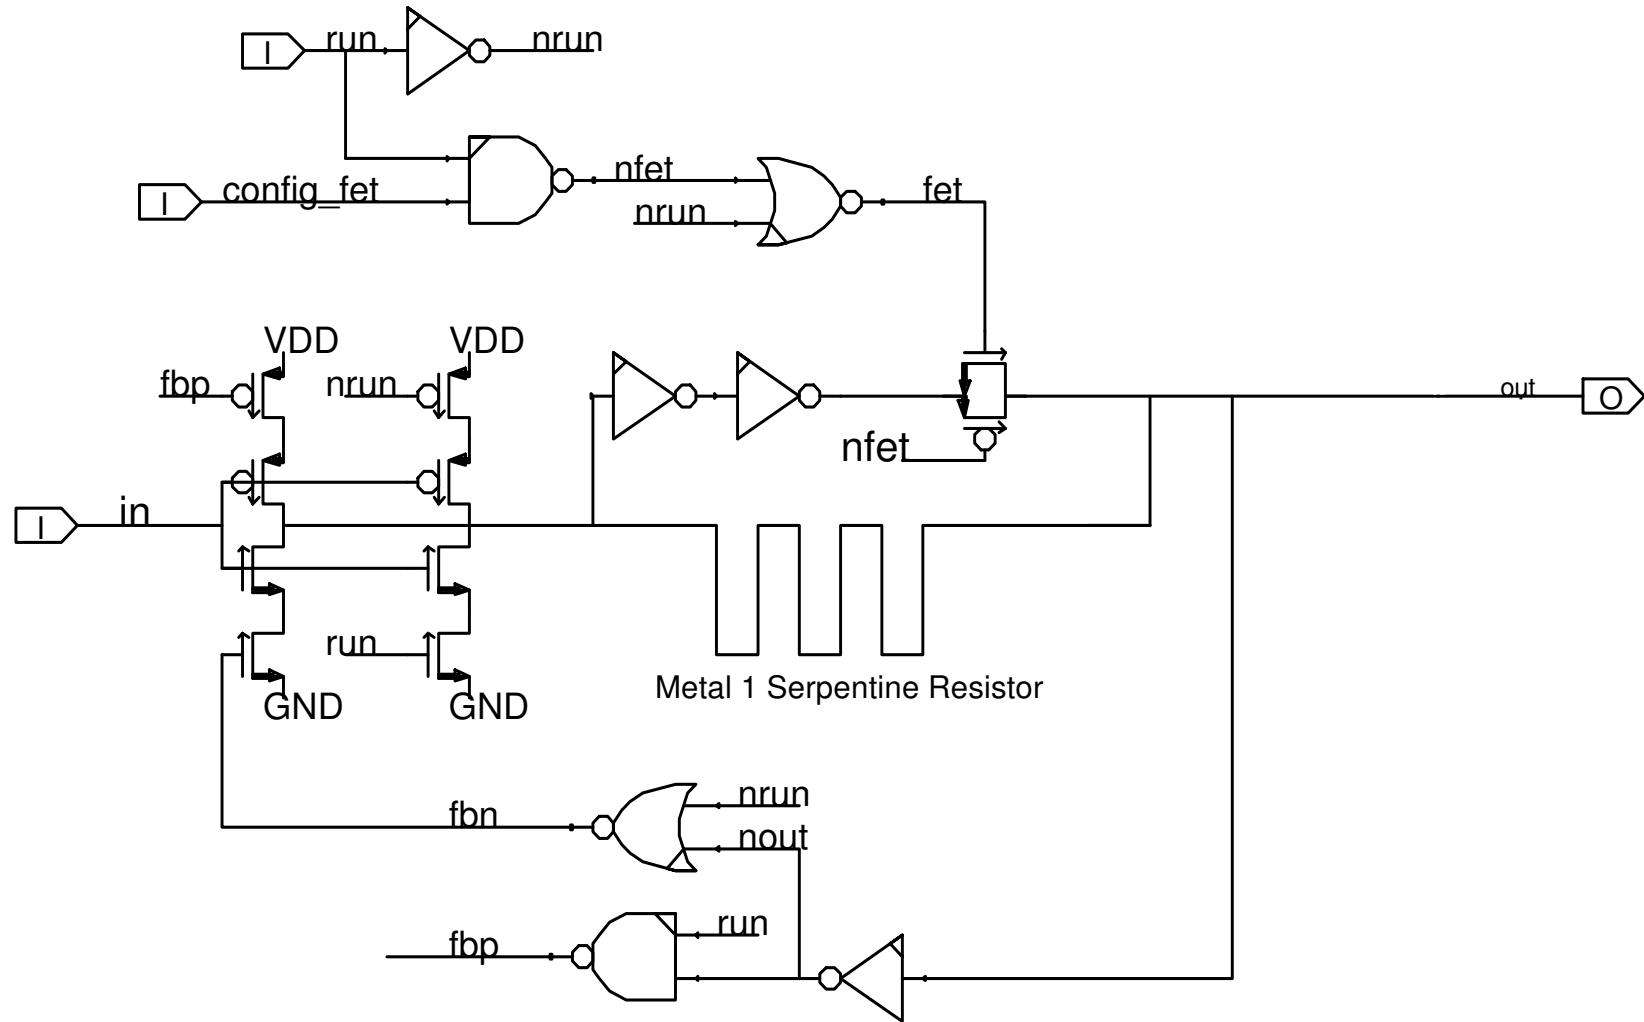 I run nrun
I config_fet nfet fet
nrun
VDD VDD
fbp nrun out O
nfet
I in
run
Metal 1 Serpentine Resistor
GND GND
nrun
fbn
nout
run
fbp